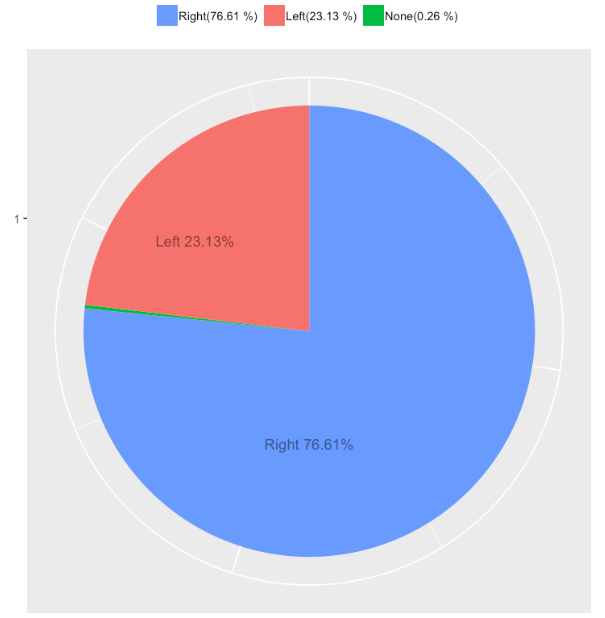 Right(76.61 %) Left(23.13 %) None(0.26 %)
1
Left 23.13%
Right 76.61%